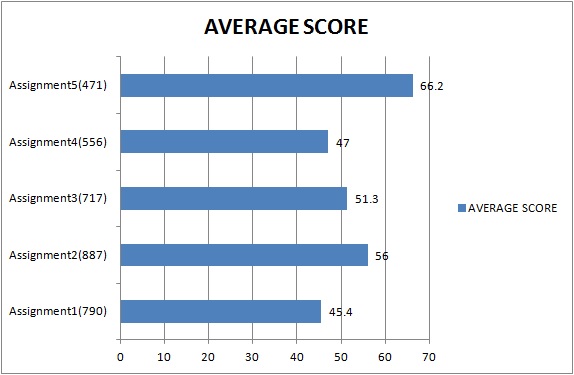 AVERAGE SCORE
Assignment5(471)
66.2
Assignment4(556)
47
Assignment3(717)
51.3
AVERAGE SCORE
Assignment2(887)
56
Assignment1(790)
45.4
0 10 20 30 40 50 60 70